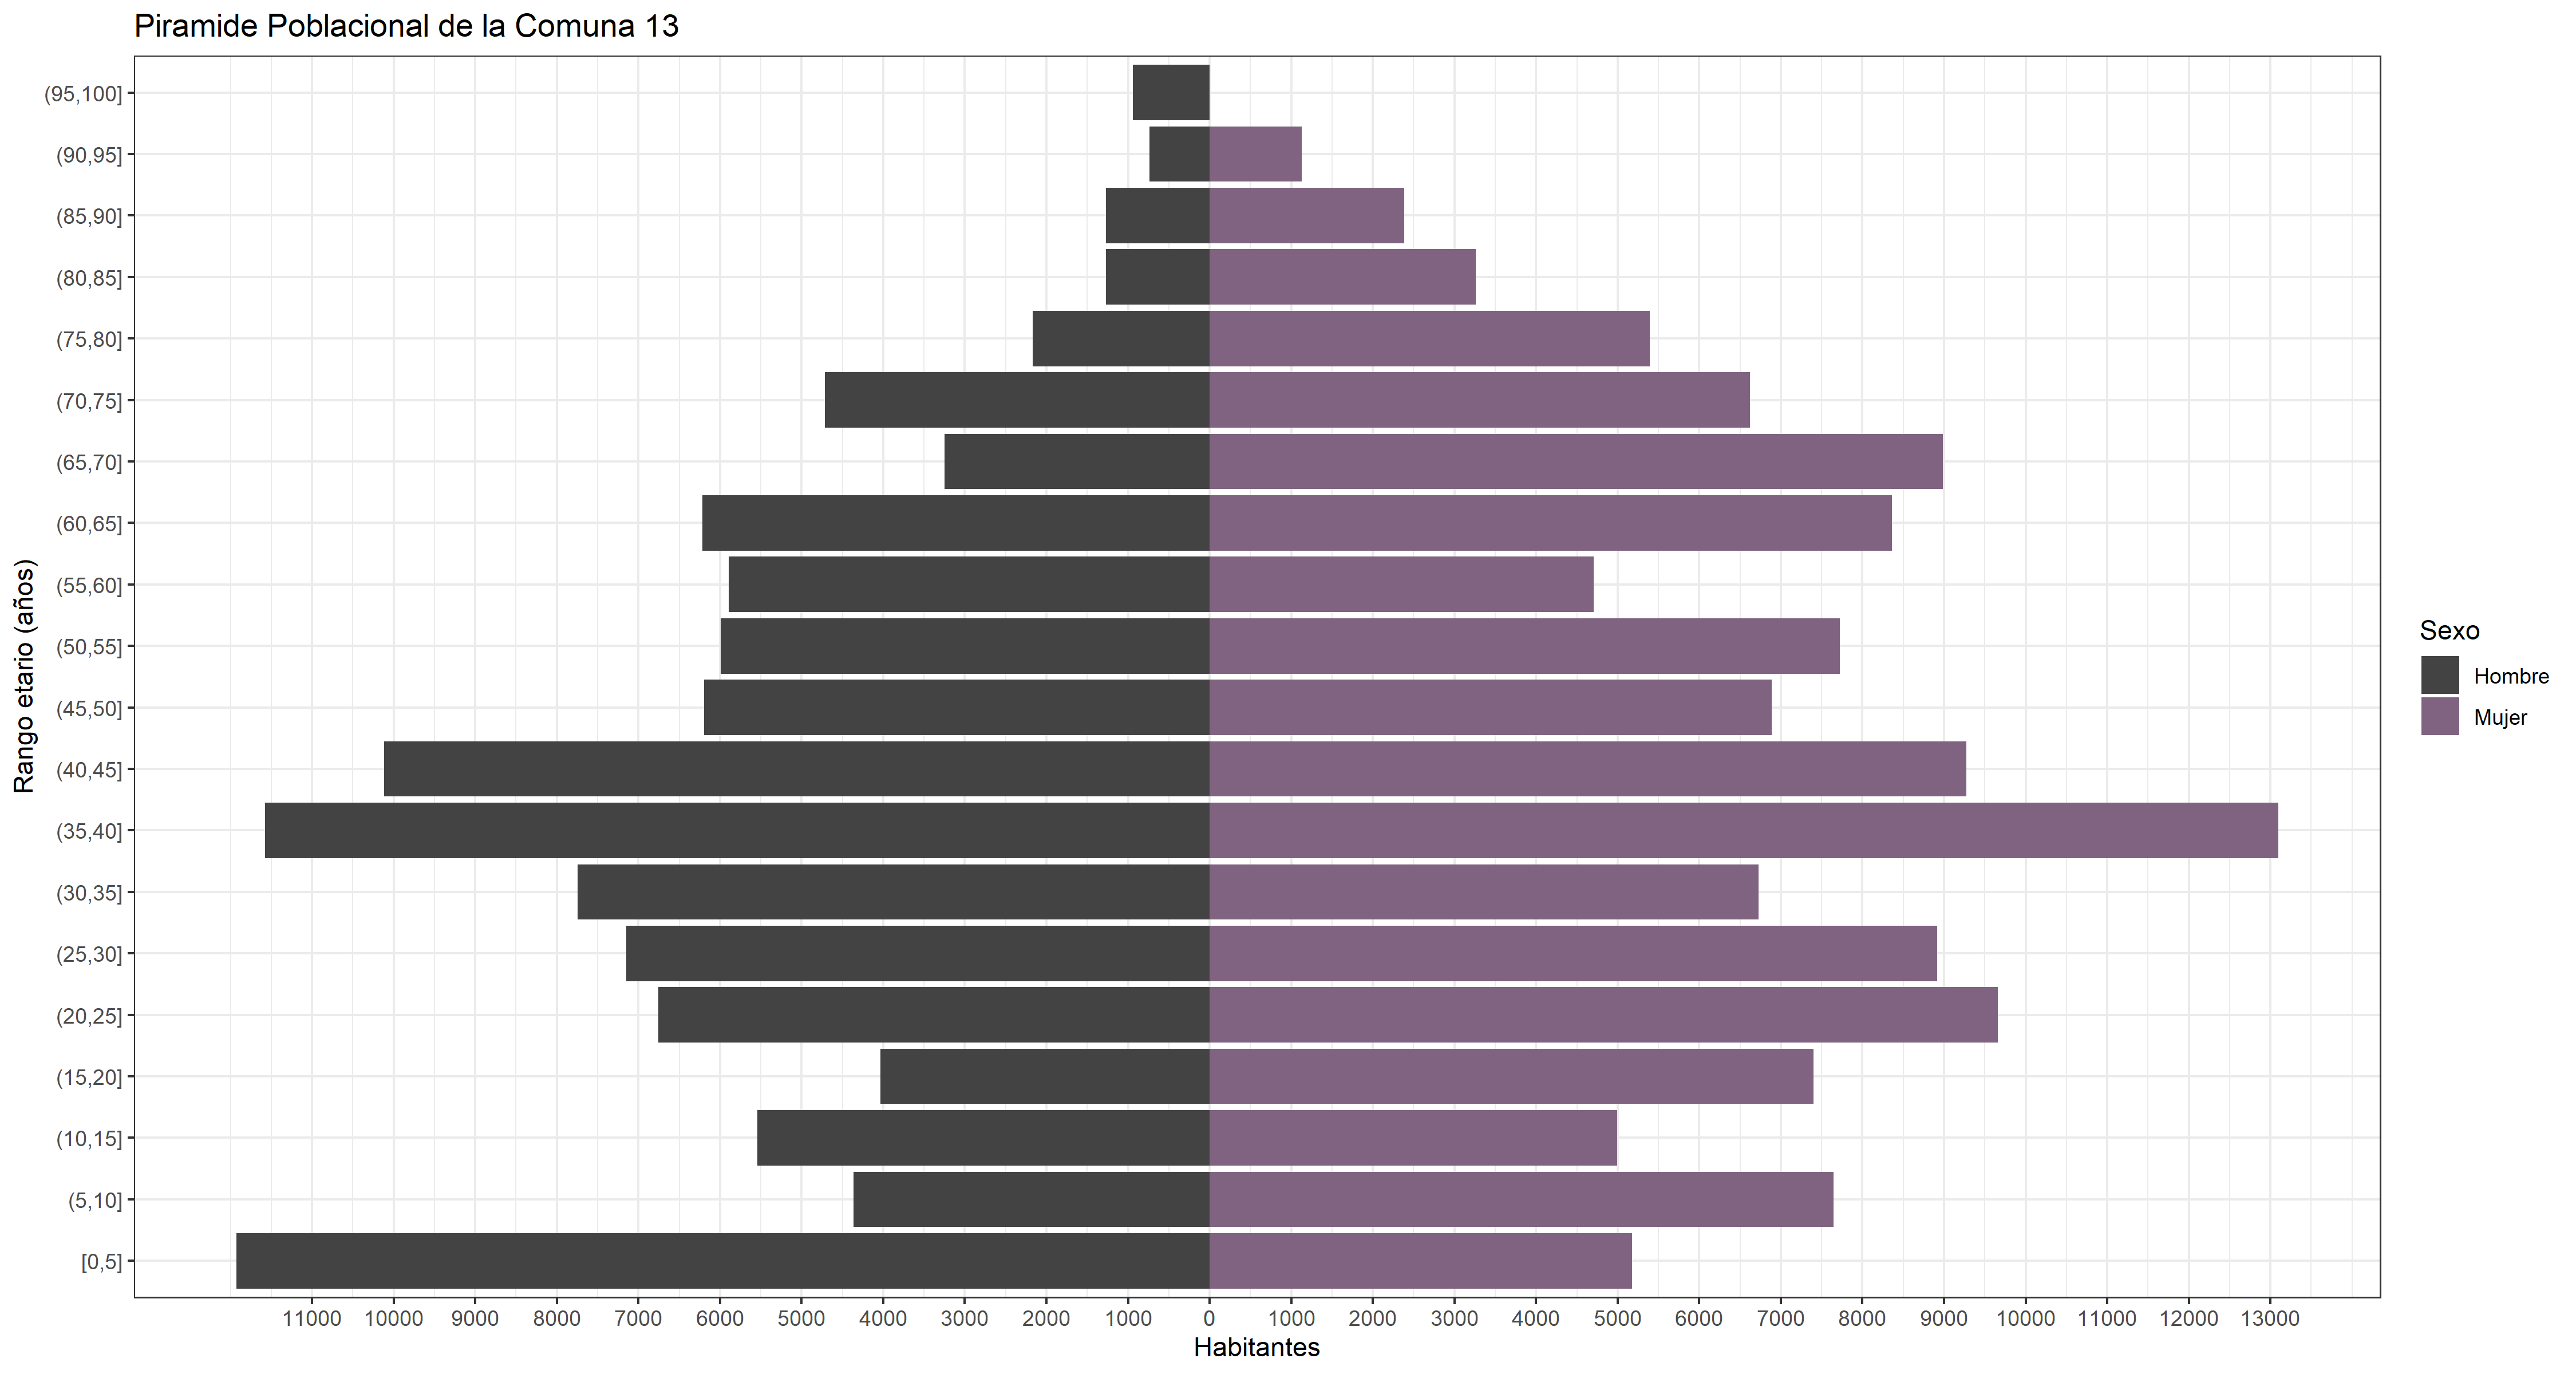 Piramide Poblacional de la Comuna 13
Rango etario (años)
(95,100]
(90,95]
(85,90]
(80,85]
(75,80]
(70,75]
(65,70]
(60,65]
(55,60]
(50,55]
(45,50]
(40,45]
(35,40]
(30,35]
(25,30]
(20,25]
(15,20]
(10,15]
(5,10]
[0,5]
11000 10000 9000 8000 7000 6000 5000 4000 3000 2000 1000 0 1000 2000 3000 4000 5000 6000 7000 8000 9000 10000 11000 12000 13000
Habitantes
Sexo
Hombre
Mujer